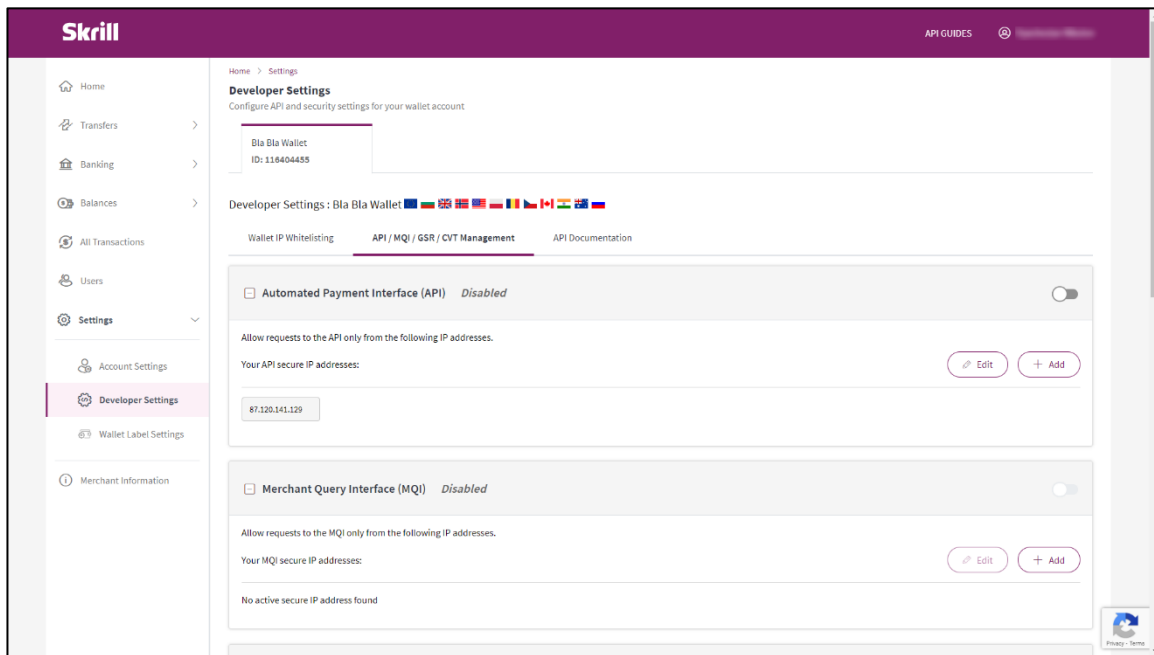 Skrill
API GUIDES
Home
Transfers
Banking
Balances
All Transactions
Users
Settings
Account Settings
Developer Settings
Wallet Label Settings
Merchant Information
Home > Settings
Developer Settings
Configure API and security settings for your wallet account
Bla Bla Wallet
ID: 116404455
Developer Settings : Bla Bla Wallet
Wallet IP Whitelisting API / MQI / GSR / CVT Management API Documentation
Automated Payment Interface (API) Disabled
Allow requests to the API only from the following IP addresses.
Your API secure IP addresses:
Edit + Add
87.120.141.129
Merchant Query Interface (MQI) Disabled
Allow requests to the MQI only from the following IP addresses.
Your MQI secure IP addresses:
Edit + Add
No active secure IP address found
Privacy - Terms